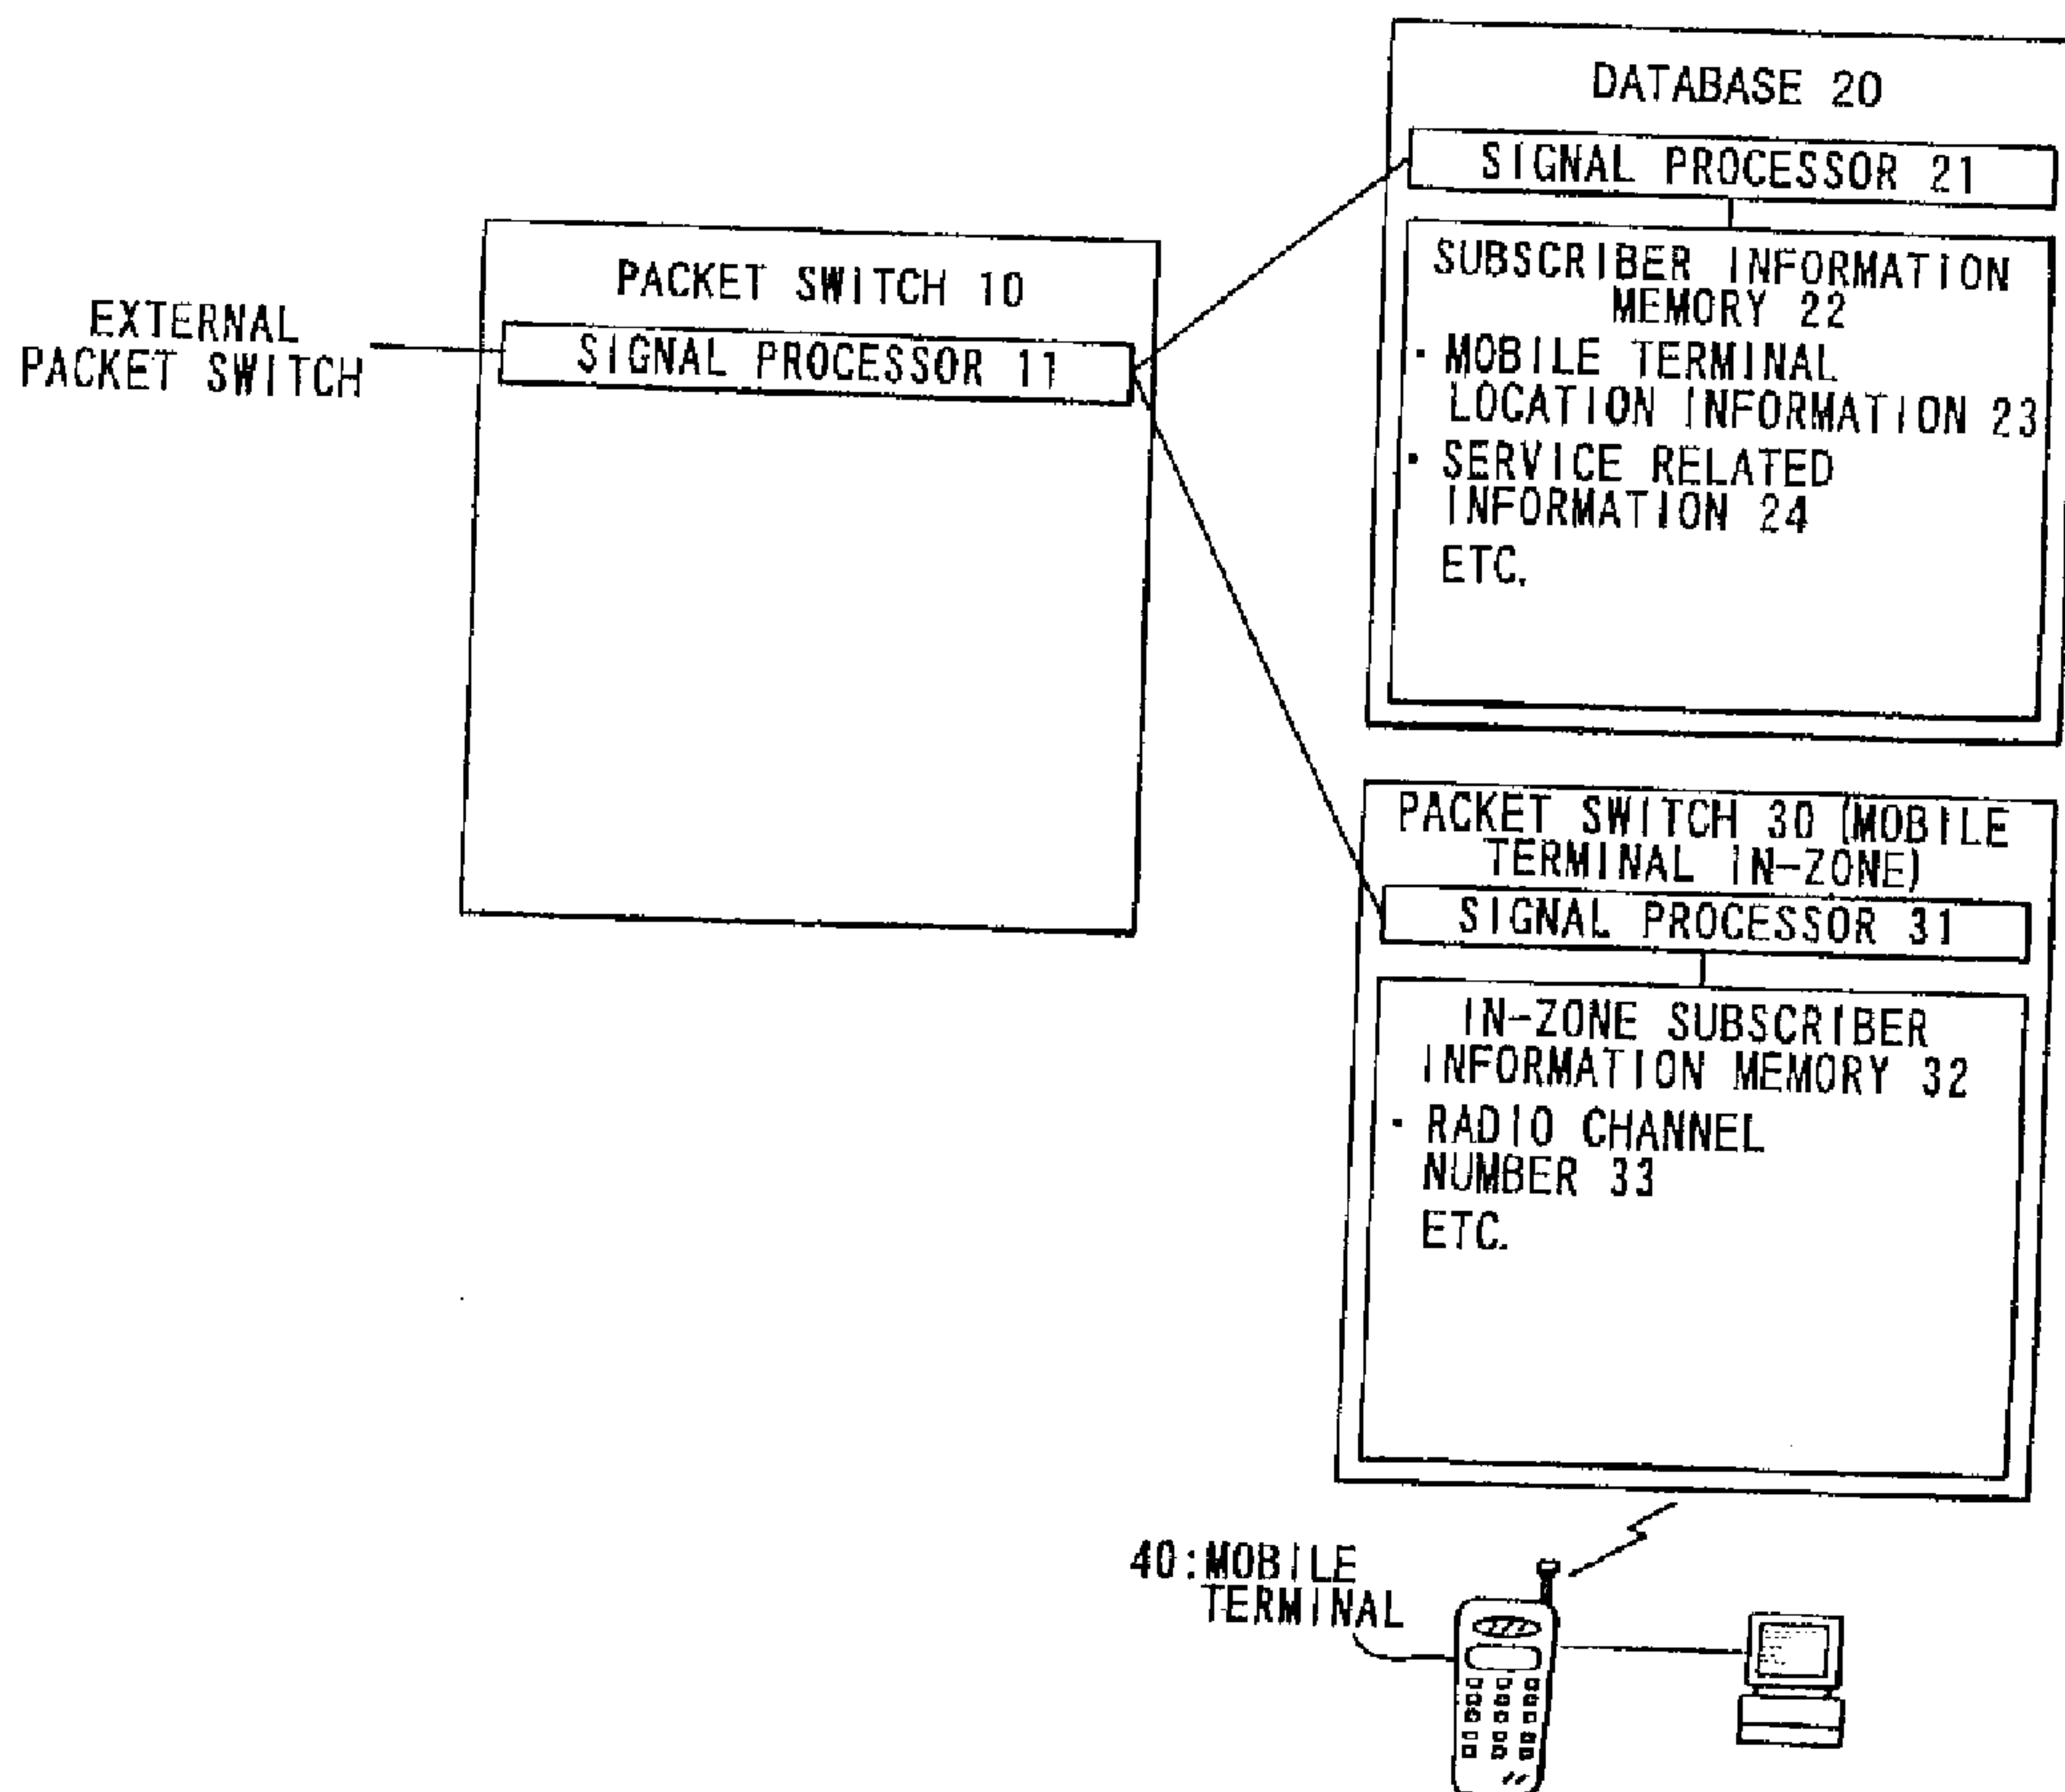 DATABASE 20
SIGNAL PROCESSOR 21
SUBSCRIBER INFORMATION
MEMORY 22
· MOBILE TERMINAL
LOCATION INFORMATION 23
· SERVICE RELATED
INFORMATION 24
ETC.
PACKET SWITCH 10
SIGNAL PROCESSOR 11
EXTERNAL
PACKET SWITCH
PACKET SWITCH 30 (MOBILE
TERMINAL IN-ZONE)
SIGNAL PROCESSOR 31
IN-ZONE SUBSCRIBER
INFORMATION MEMORY 32
· RADIO CHANNEL
NUMBER 33
ETC.
40:MOBILE
TERMINAL